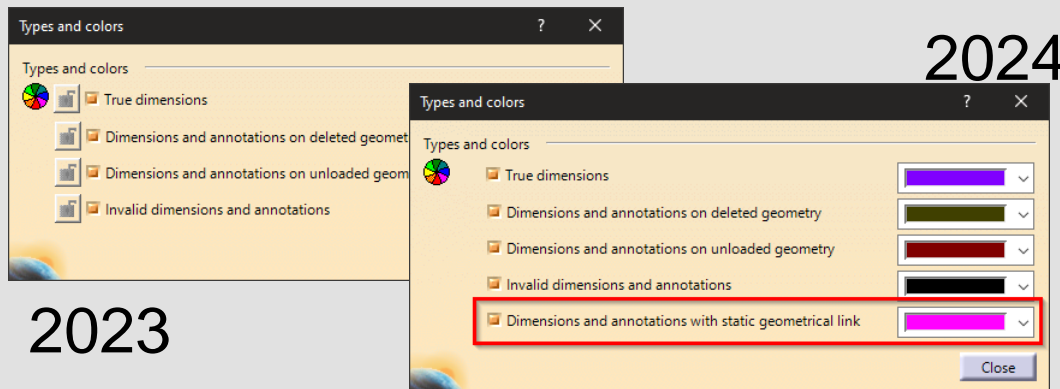 Types and colors
?
Types and colors
True dimensions
Dimensions and annotations on deleted
Dimensions and annotations on unloaded
Invalid dimensions and annotations
2023
2024
Types and colors
?
Types and colors
True dimensions
Dimensions and annotations on deleted geometry
Dimensions and annotations on unloaded geometry
Invalid dimensions and annotations
Dimensions and annotations with static geometrical link
Close